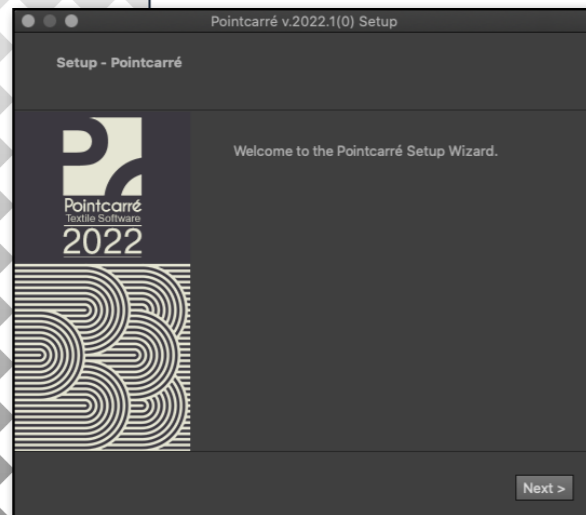 Pointcarré v.2022.1(0) Setup
Setup - Pointcarré
Pointcarré
Textile Software
2022
Welcome to the Pointcarré Setup Wizard.
Next >